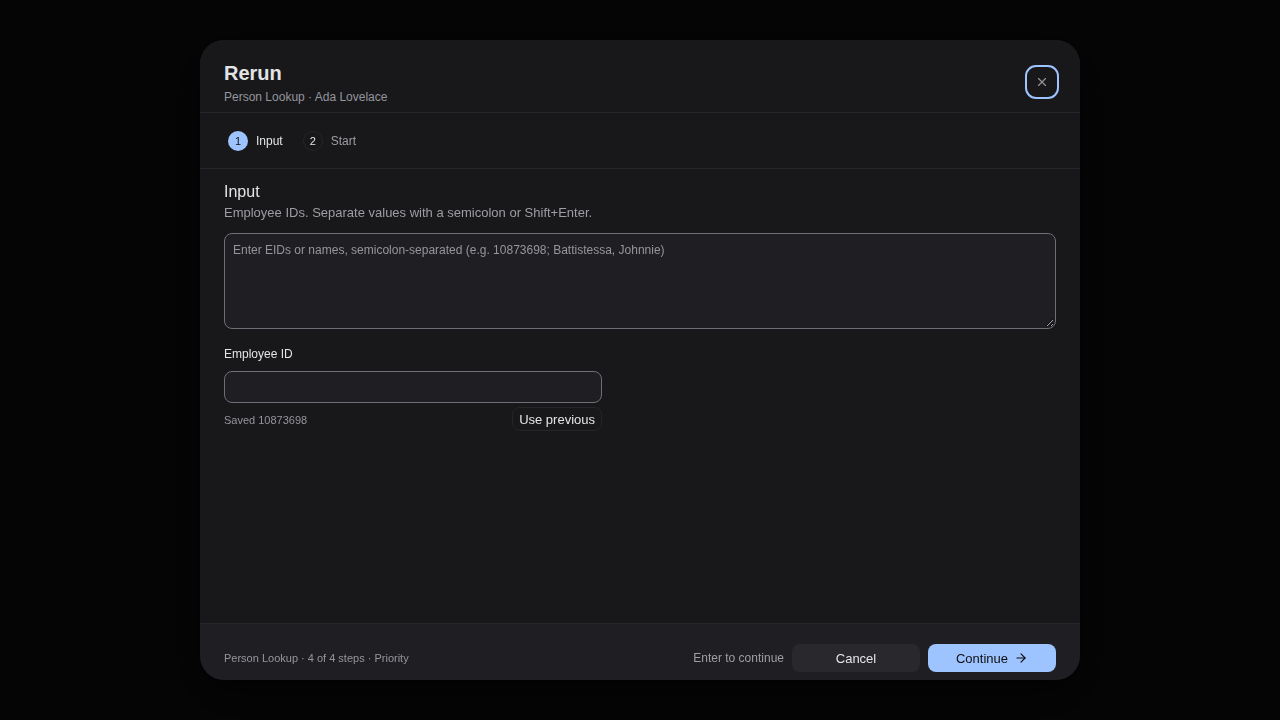 Rerun
Person Lookup · Ada Lovelace
1 Input 2 Start
Input
Employee IDs. Separate values with a semicolon or Shift+Enter.
Enter EIDs or names, semicolon-separated (e.g. 10873698; Battistessa, Johnnie)
Employee ID
Saved 10873698 Use previous
Person Lookup · 4 of 4 steps · Priority Enter to continue Cancel Continue